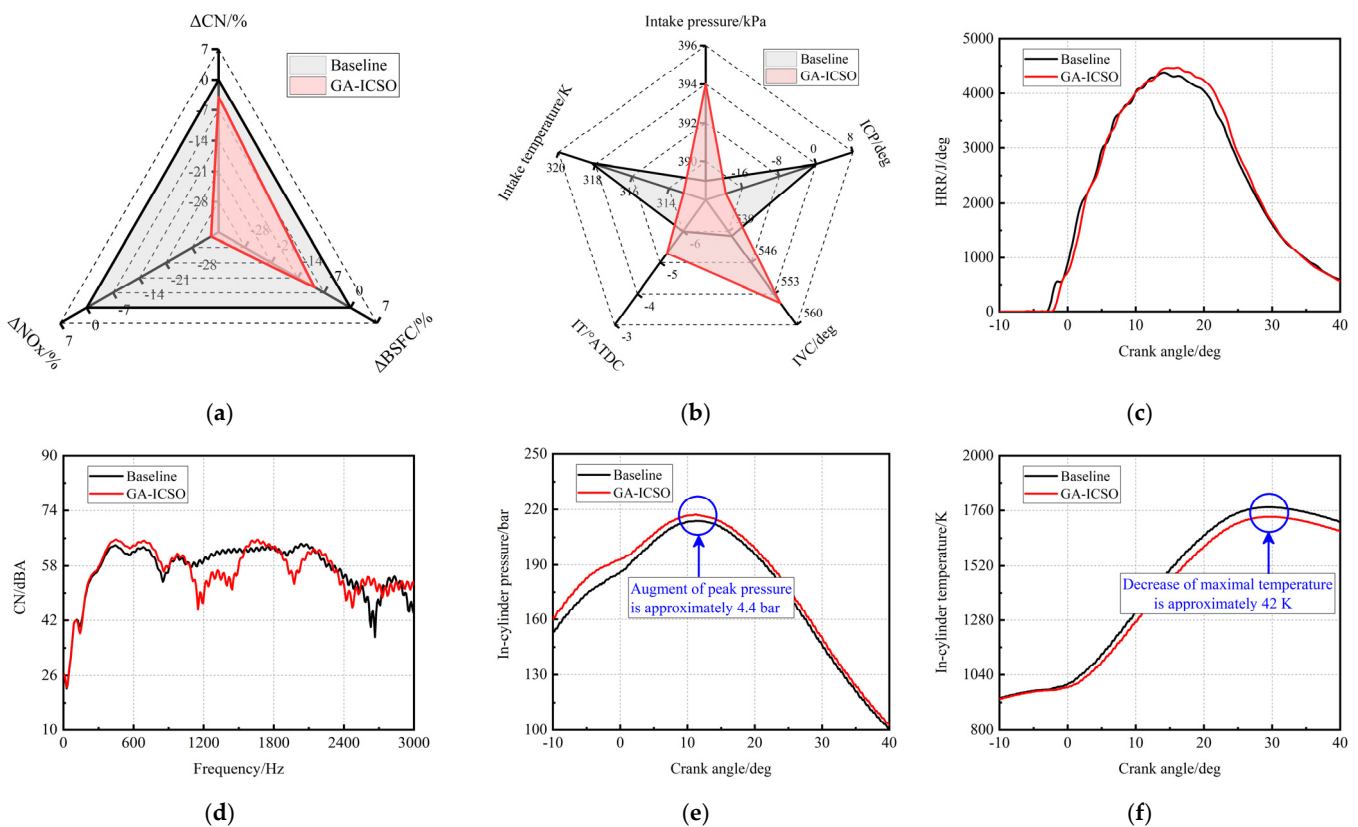 ΔCN/%
7
0
-7
-14
-21
-28
Baseline
GA-ICSO
-28
-14
7
0
7
ΔBSFC/%
-28
-21
-14
-7
0
7
ΔNOx/%
(a)
Intake pressure/kPa
396
394
392
390
Baseline
GA-ICSO
Intake temperature/K
320
318
316
314
ICP/deg
8
0
-8
-16
539
546
553
560
IVC/deg
-6
-5
-4
-3
IT/°ATDC
(b)
5000
4000
3000
2000
1000
0
HRR/J/deg
Baseline
GA-ICSO
-10 0 10 20 30 40
Crank angle/deg
(c)
90
74
58
42
26
10
CN/dBA
Baseline
GA-ICSO
0 600 1200 1800 2400 3000
Frequency/Hz
(d)
250
220
190
160
130
100
In-cylinder pressure/bar
Baseline
GA-ICSO
Augment of peak pressure
is approximately 4.4 bar
-10 0 10 20 30 40
Crank angle/deg
(e)
2000
1760
1520
1280
1040
800
In-cylinder temperature/K
Baseline
GA-ICSO
Decrease of maximal temperature
is approximately 42 K
-10 0 10 20 30 40
Crank angle/deg
(f)